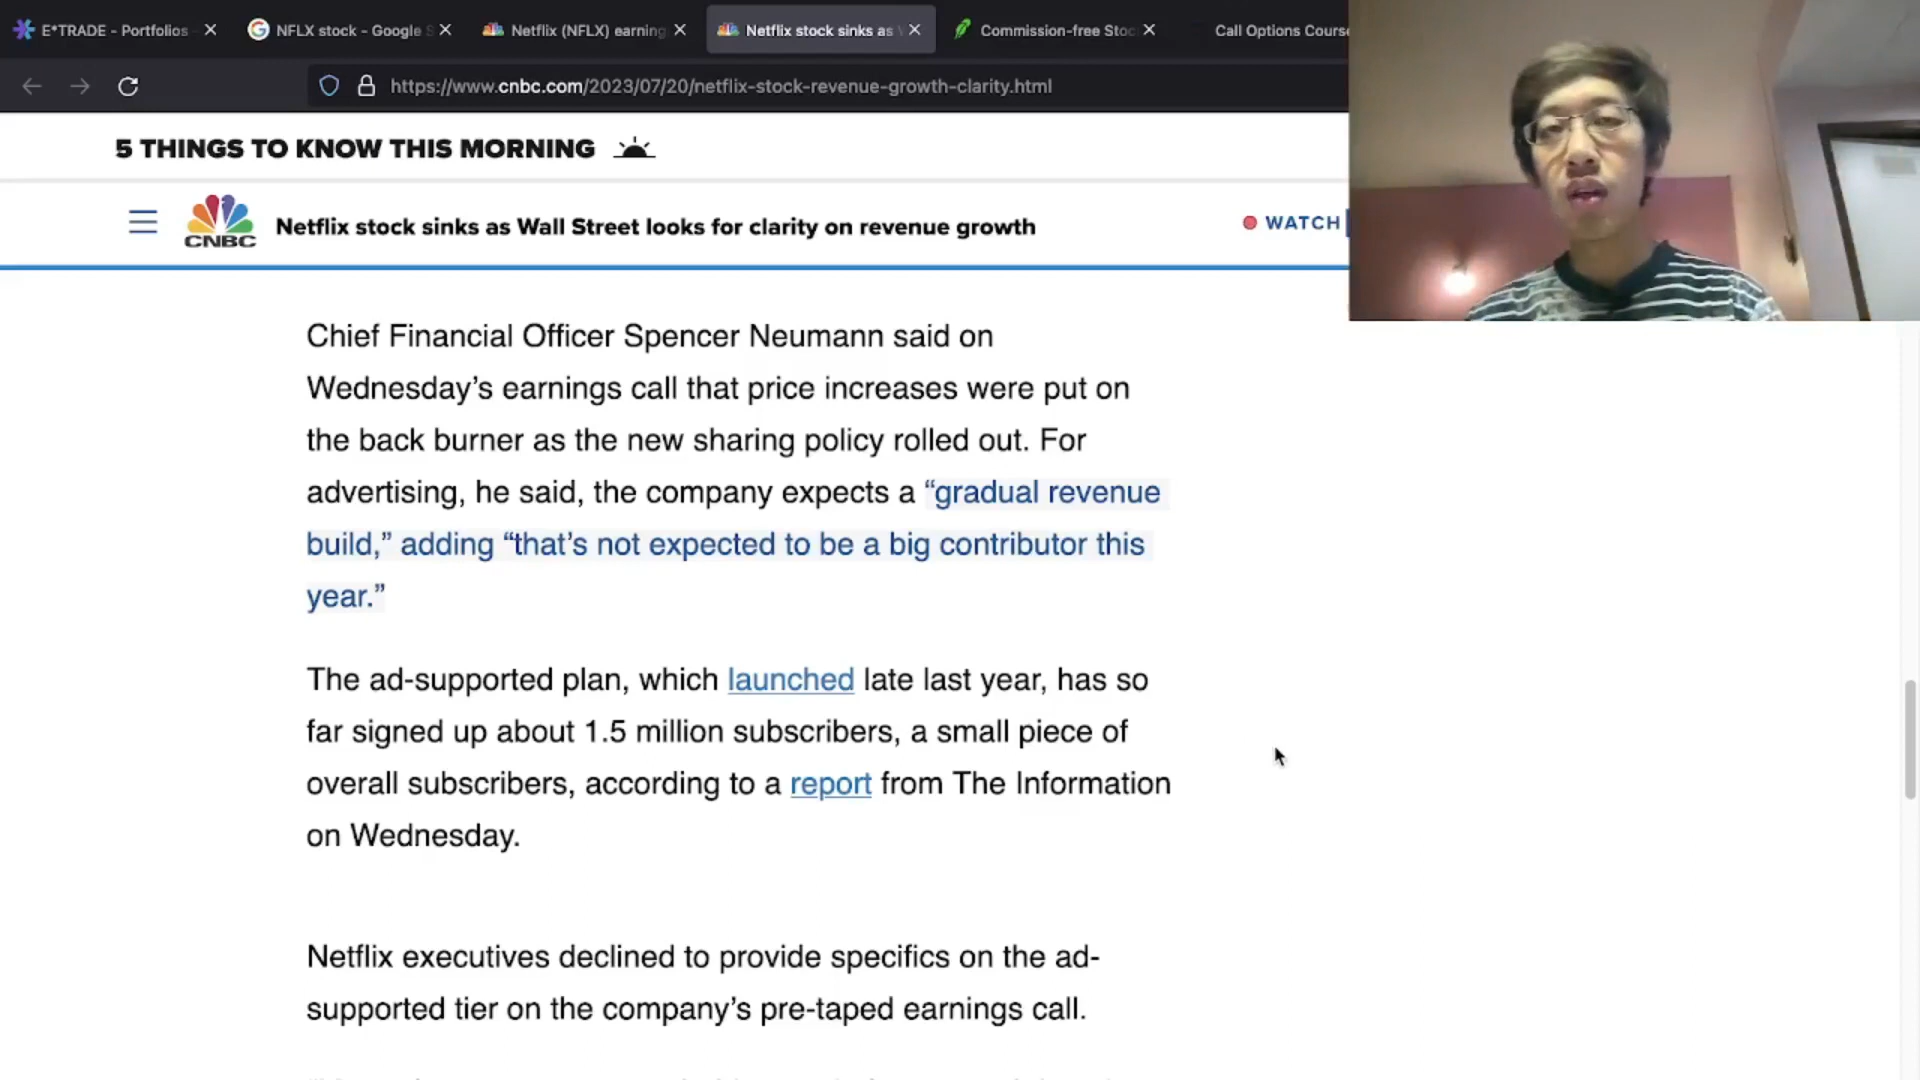 E*TRADE - Portfolios
NFLX stock - Google S
Netflix (NFLX) earning
Netflix stock sinks as
Commission-free Stoc
Call Options Course
https://www.cnbc.com/2023/07/20/netflix-stock-revenue-growth-clarity.html
5 THINGS TO KNOW THIS MORNING
CNBC
Netflix stock sinks as Wall Street looks for clarity on revenue growth
WATCH
Chief Financial Officer Spencer Neumann said on
Wednesday’s earnings call that price increases were put on
the back burner as the new sharing policy rolled out. For
advertising, he said, the company expects a “gradual revenue
build,” adding “that’s not expected to be a big contributor this
year.”
The ad-supported plan, which launched late last year, has so
far signed up about 1.5 million subscribers, a small piece of
overall subscribers, according to a report from The Information
on Wednesday.
Netflix executives declined to provide specifics on the ad-
supported tier on the company’s pre-taped earnings call.